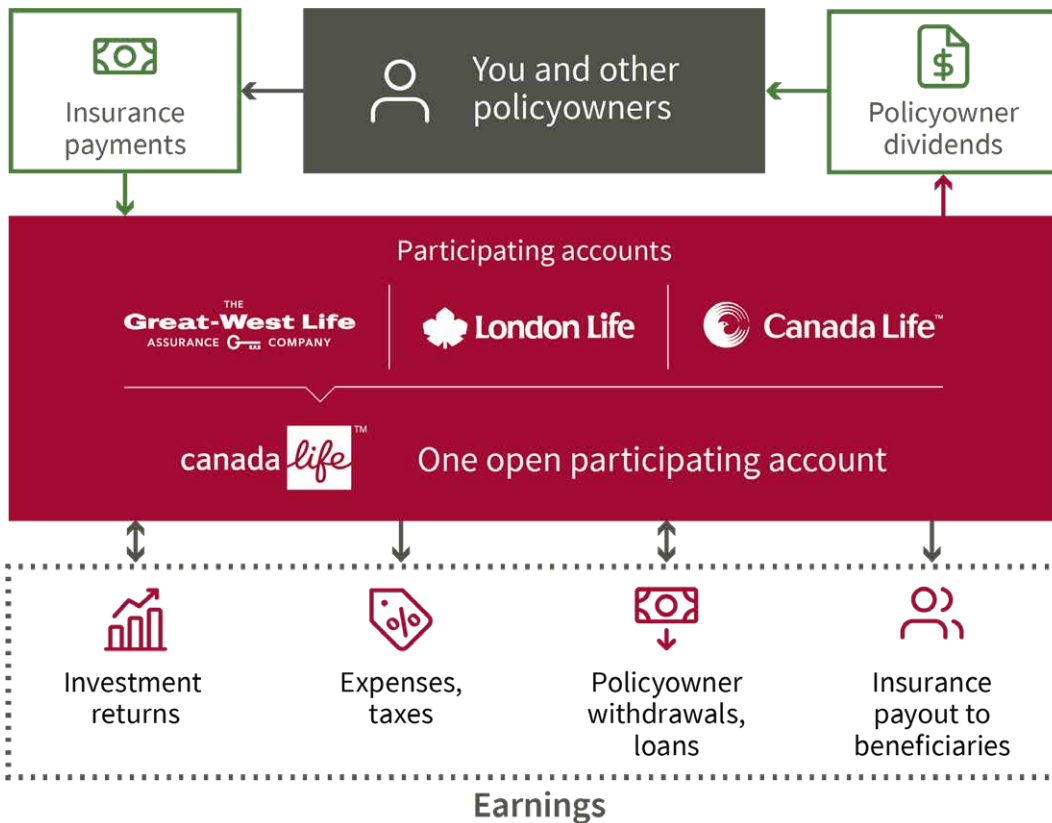 Insurance
payments
You and other
policyowners
Policyowner
dividends
Participating accounts
THE
Great-West Life
ASSURANCE COMPANY
London Life
Canada Life™
canada life™
One open participating account
Investment
returns
Expenses,
taxes
Policyowner
withdrawals,
loans
Insurance
payout to
beneficiaries
Earnings